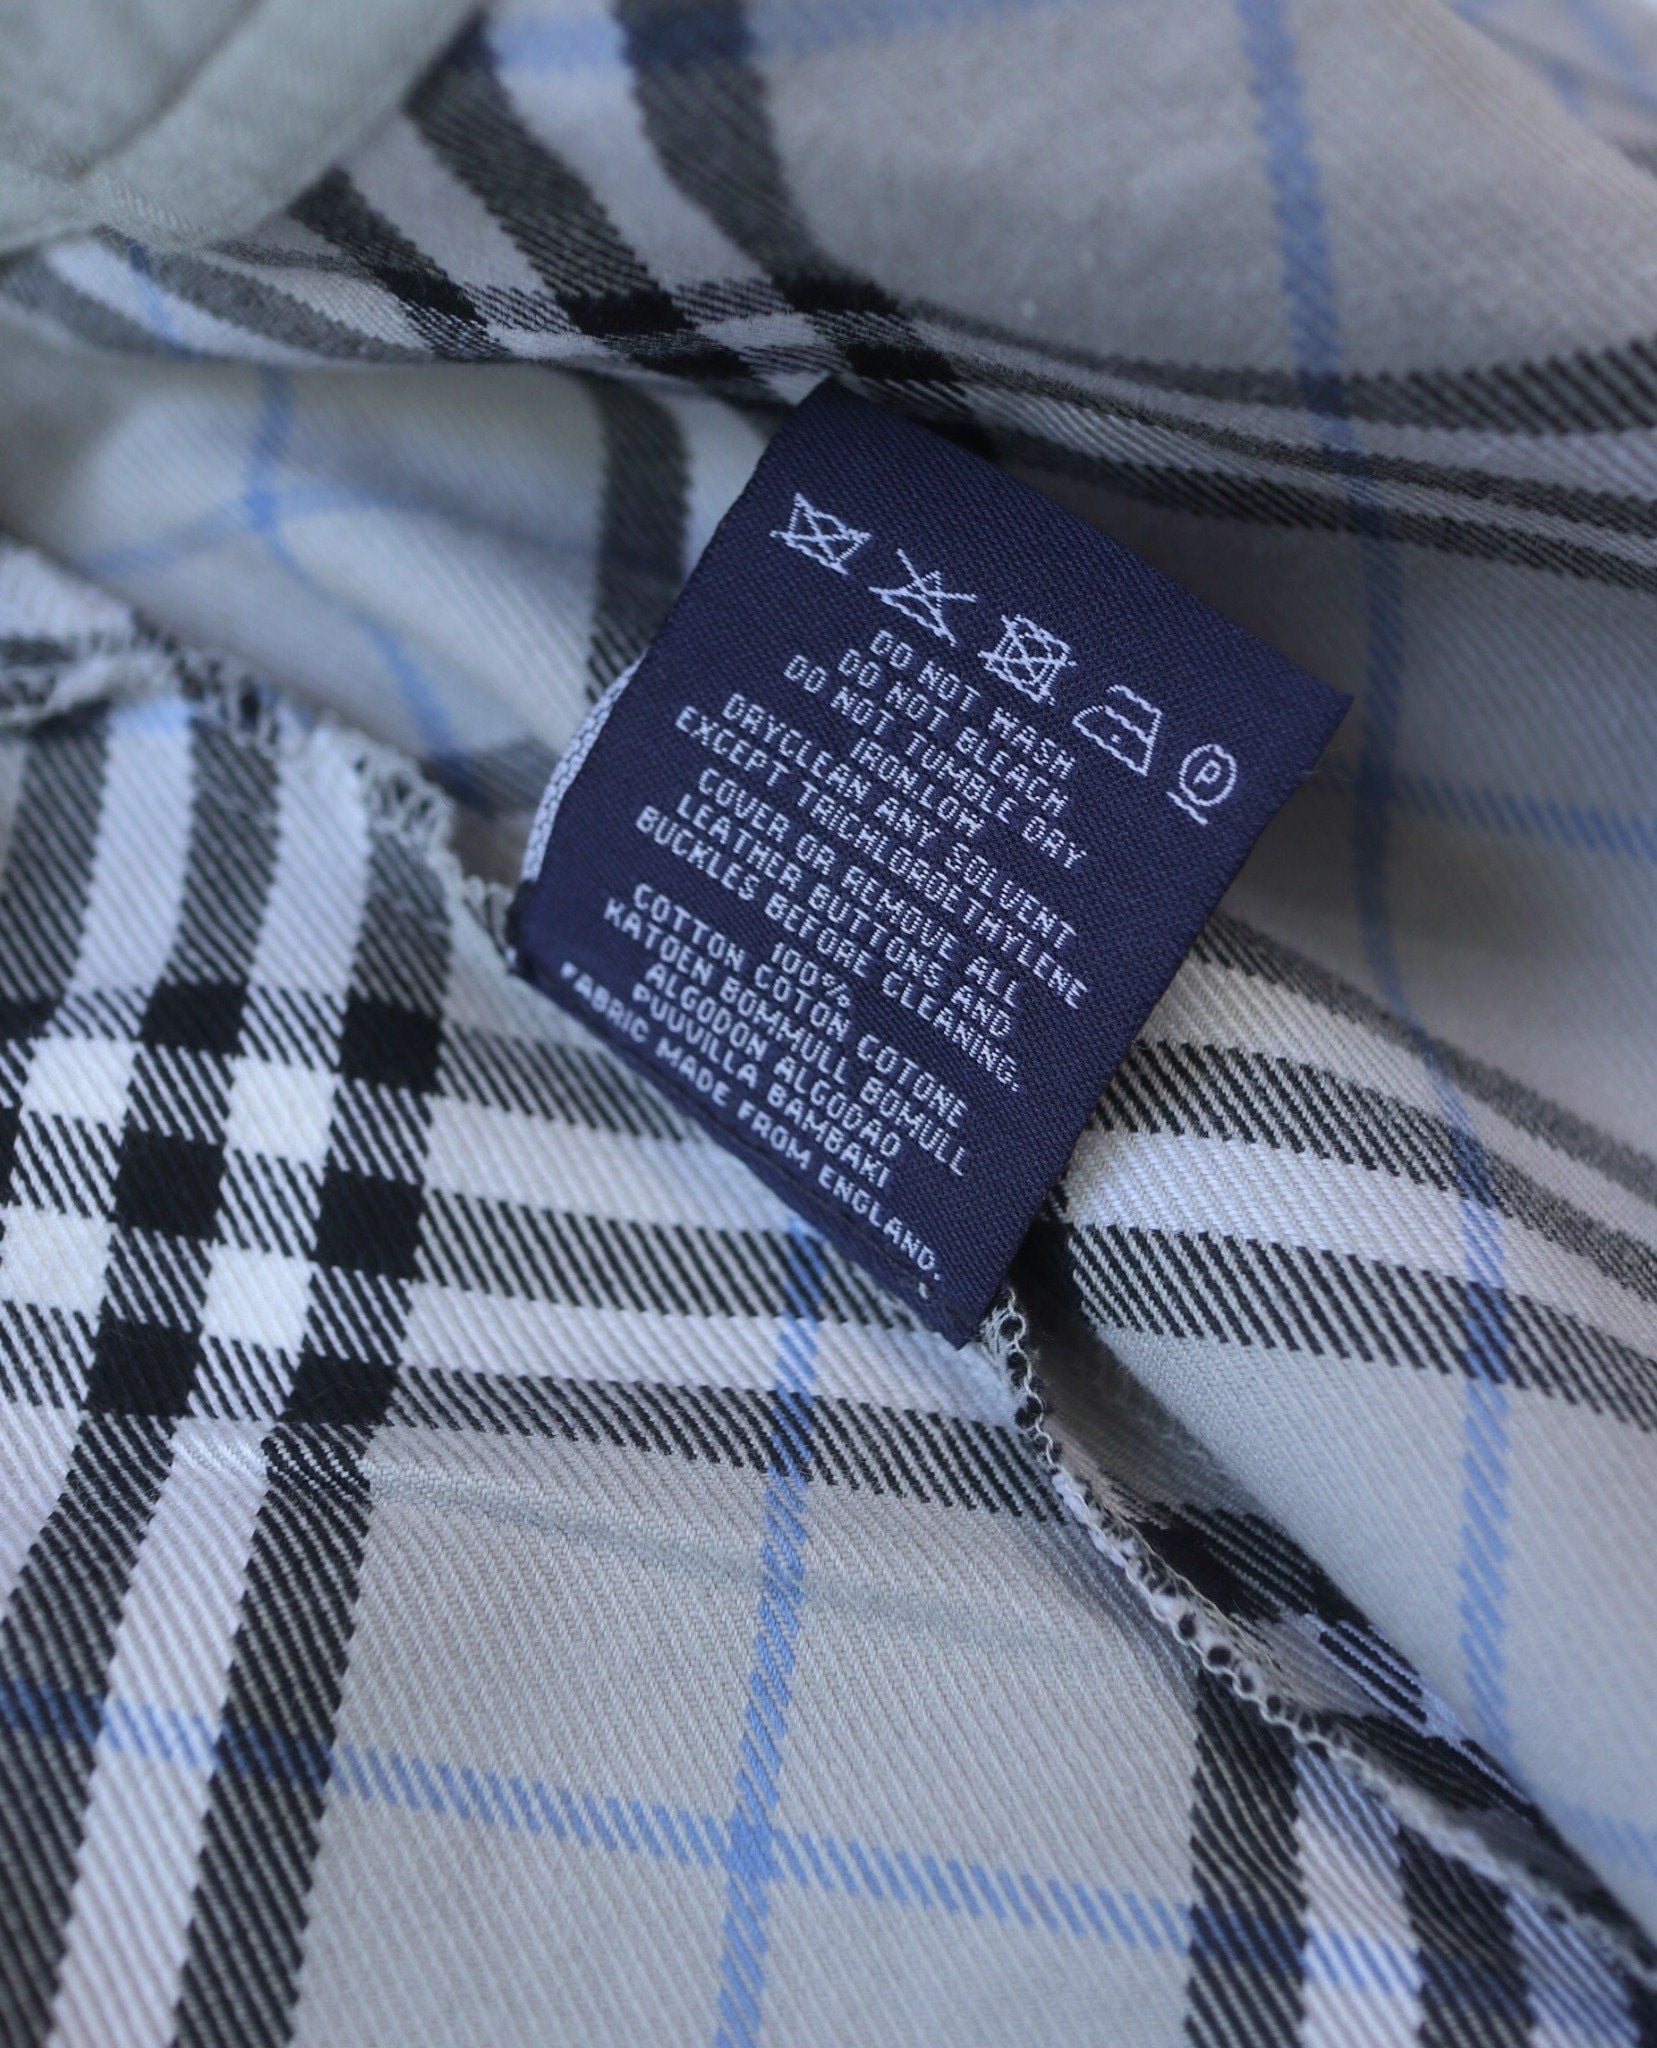 DO NOT WASH
DO NOT BLEACH
DO NOT TUMBLE DRY
IRON.LOW
DRYCLEAN ANY SOLVENT
EXCEPT TRICHLOROETHYLENE
COVER OR REMOVE ALL
LEATHER BUTTONS AND
BUCKLES BEFORE CLEANING.
100%
COTTON COTON COTONE
KATOEN BOMMULL BOMULL
ALGODON ALGODAO
PUUVILLA BAMBAKI
FABRIC MADE FROM ENGLAND.
P